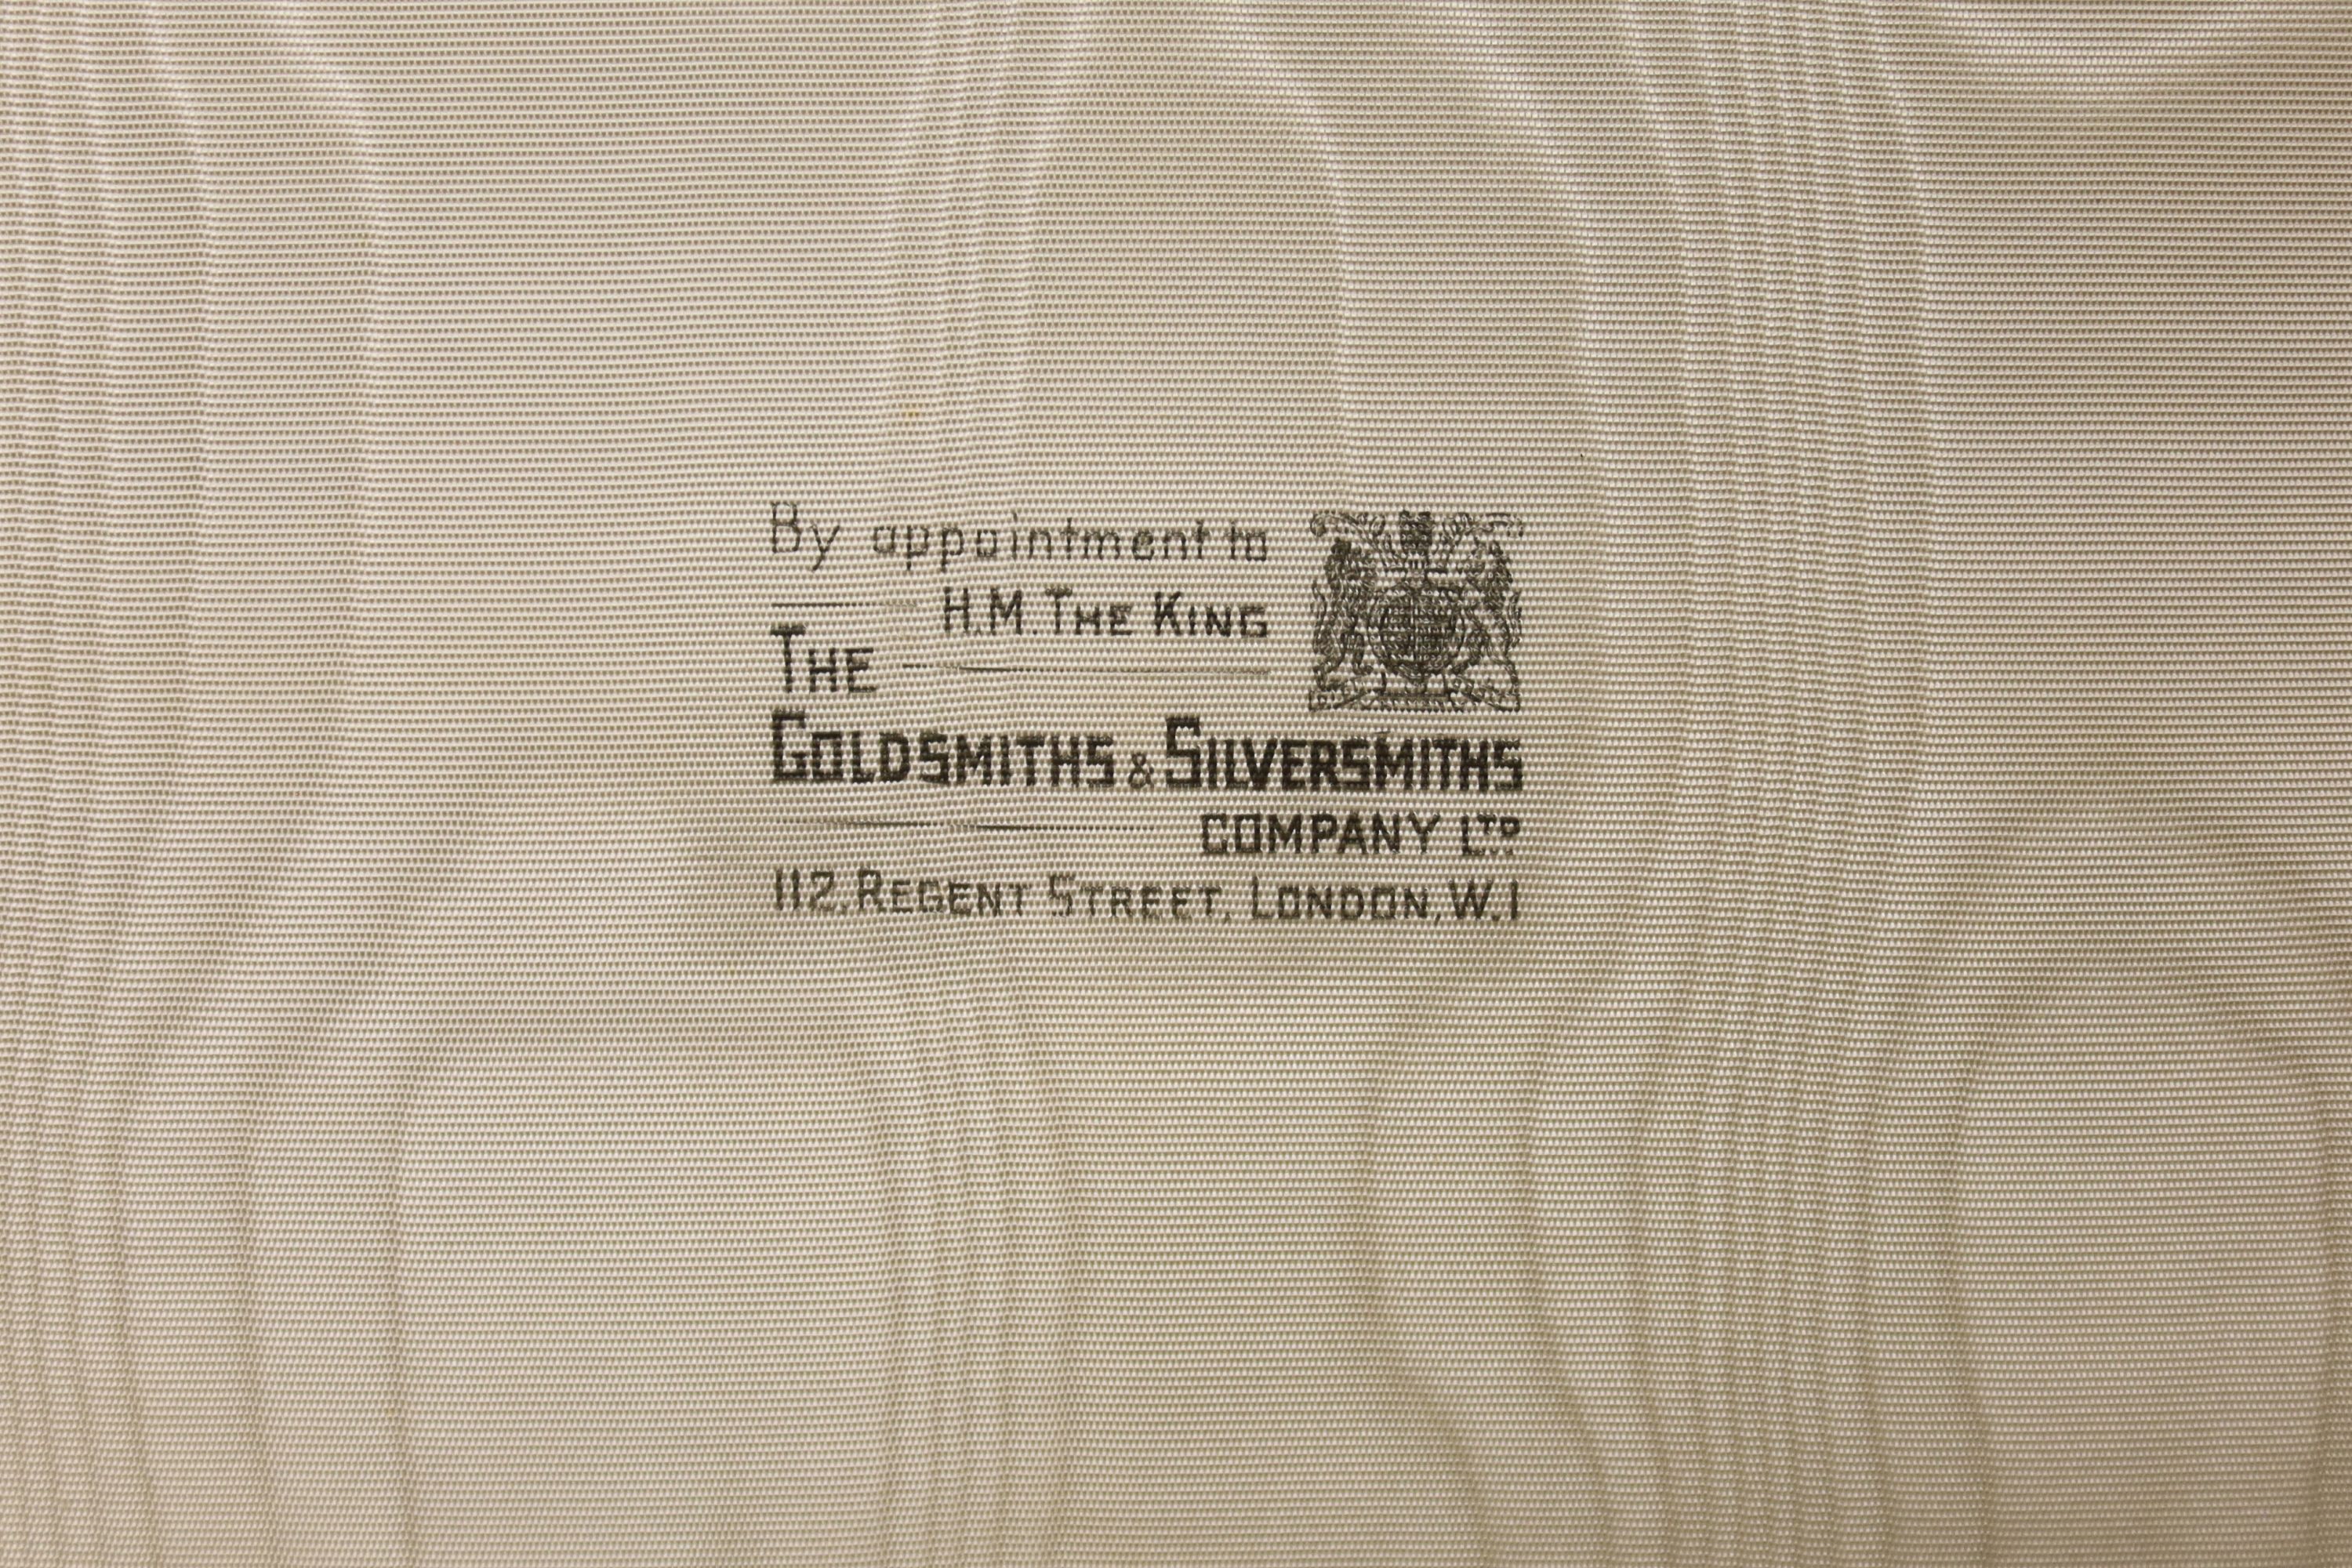 By appointment to
H.M. THE KING
THE
GOLDSMITHS & SILVERSMITHS
COMPANY LTD
112, REGENT STREET, LONDON, W.1